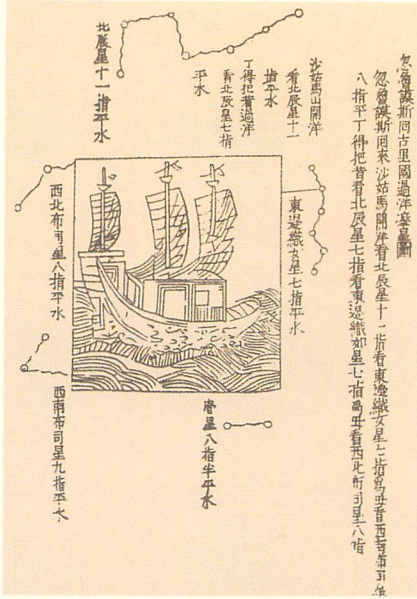 忽魯謨斯回古里國過洋牽星圖
忽魯謨斯回來沙姑馬開洋看北辰星十一指看東邊織女星七指為母看西南布司星
八指平丁得把昔看北辰星七指看東邊織女星七指為母看西北布司星八指
沙姑馬山開洋
看北辰星十一
指平水
丁得把昔過洋
看北辰星七指
平水
北辰星十一指平水
東邊織女星七指平水
西北布司星八指平水
西南布司星九指平水
骨星八指半平水